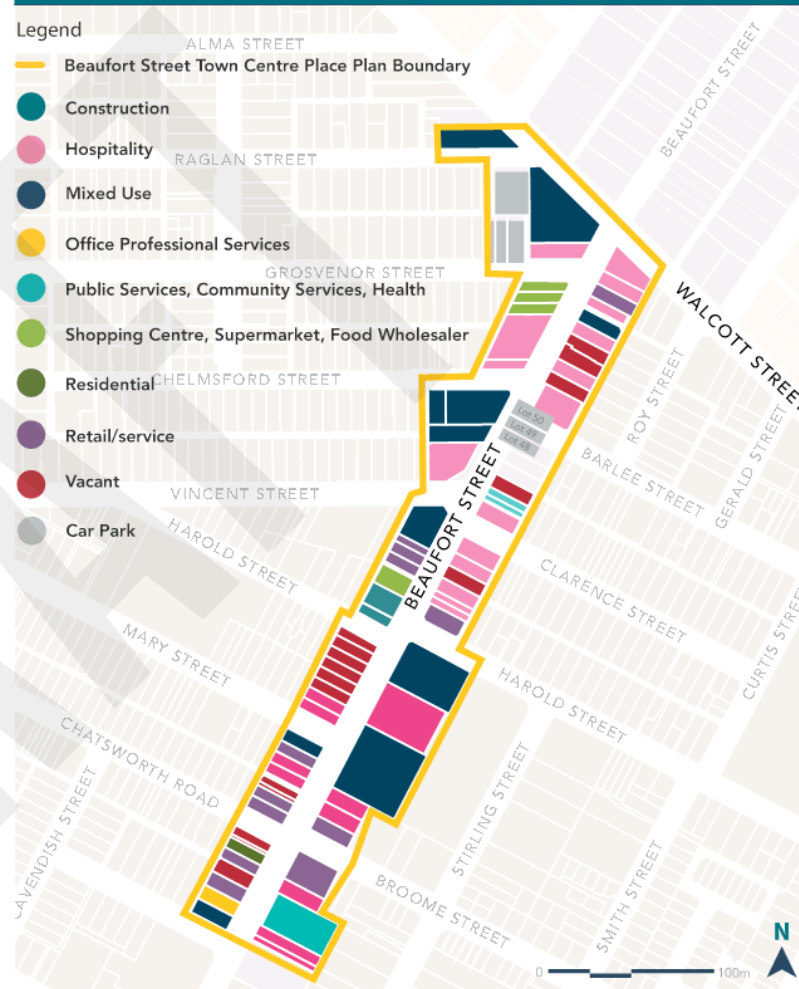 Legend
Beaufort Street Town Centre Place Plan Boundary
Construction
Hospitality
Mixed Use
Office Professional Services
Public Services, Community Services, Health
Shopping Centre, Supermarket, Food Wholesaler
Residential
Retail/service
Vacant
Car Park
ALMA STREET
BEAUFORT STREET
RAGLAN STREET
GROSVENOR STREET
WALCOTT STREET
CHELMSFORD STREET
ROY STREET
Lot 50
Lot 49
Lot 48
GERALD STREET
BARLEE STREET
VINCENT STREET
BEAUFORT STREET
HAROLD STREET
CLARENCE STREET
CURTIS STREET
MARY STREET
HAROLD STREET
CHATSWORTH ROAD
STIRLING STREET
CAVENDISH STREET
BROOME STREET
SMITH STREET
N
0
100m